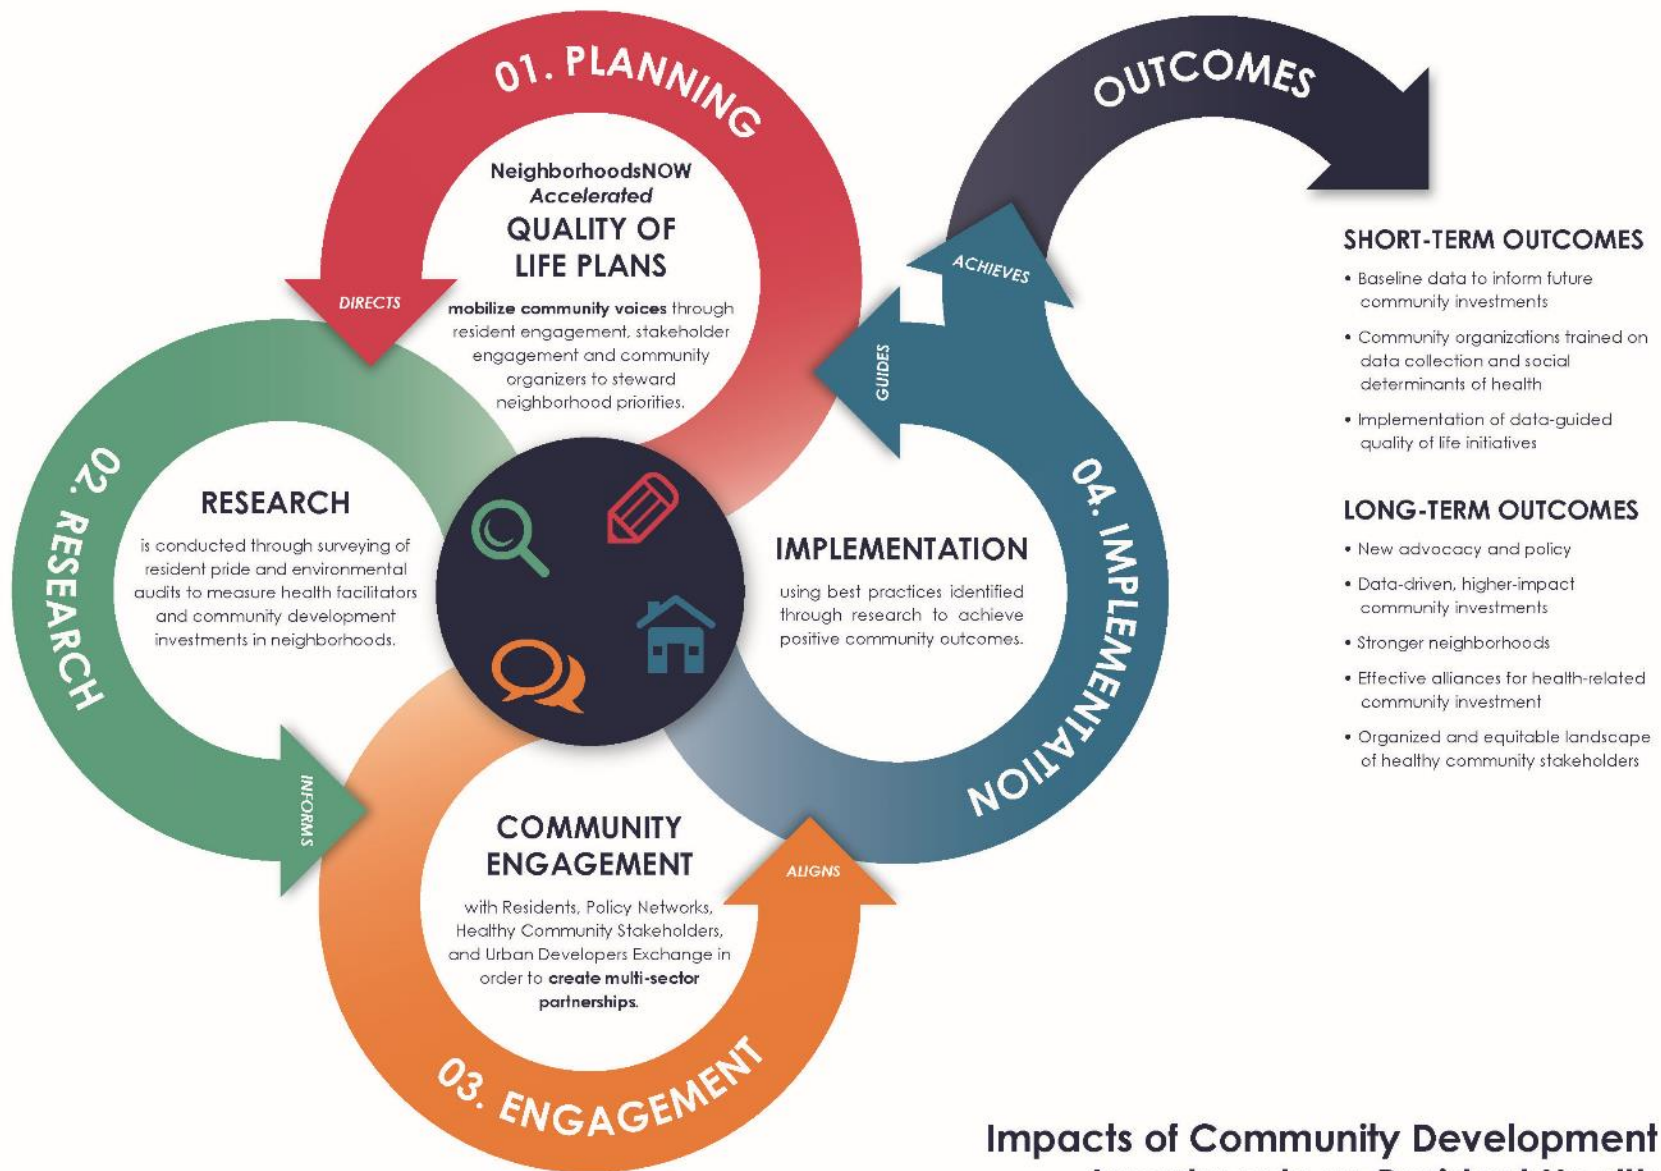 01. PLANNING
NeighborhoodsNOW
Accelerated
QUALITY OF
LIFE PLANS
mobilize community voices through
resident engagement, stakeholder
engagement and community
organizers to steward
neighborhood priorities.
DIRECTS
02. RESEARCH
RESEARCH
is conducted through surveying of
resident pride and environmental
audits to measure health facilitators
and community development
investments in neighborhoods.
INFORMS
03. ENGAGEMENT
COMMUNITY
ENGAGEMENT
with Residents, Policy Networks,
Healthy Community Stakeholders,
and Urban Developers Exchange in
order to create multi-sector
partnerships.
ALIGNS
04. IMPLEMENTATION
IMPLEMENTATION
using best practices identified
through research to achieve
positive community outcomes.
GUIDES
ACHIEVES
OUTCOMES
SHORT-TERM OUTCOMES
• Baseline data to inform future
community investments
• Community organizations trained on
data collection and social
determinants of health
• Implementation of data-guided
quality of life initiatives
LONG-TERM OUTCOMES
• New advocacy and policy
• Data-driven, higher-impact
community investments
• Stronger neighborhoods
• Effective alliances for health-related
community investment
• Organized and equitable landscape
of healthy community stakeholders
Impacts of Community Development